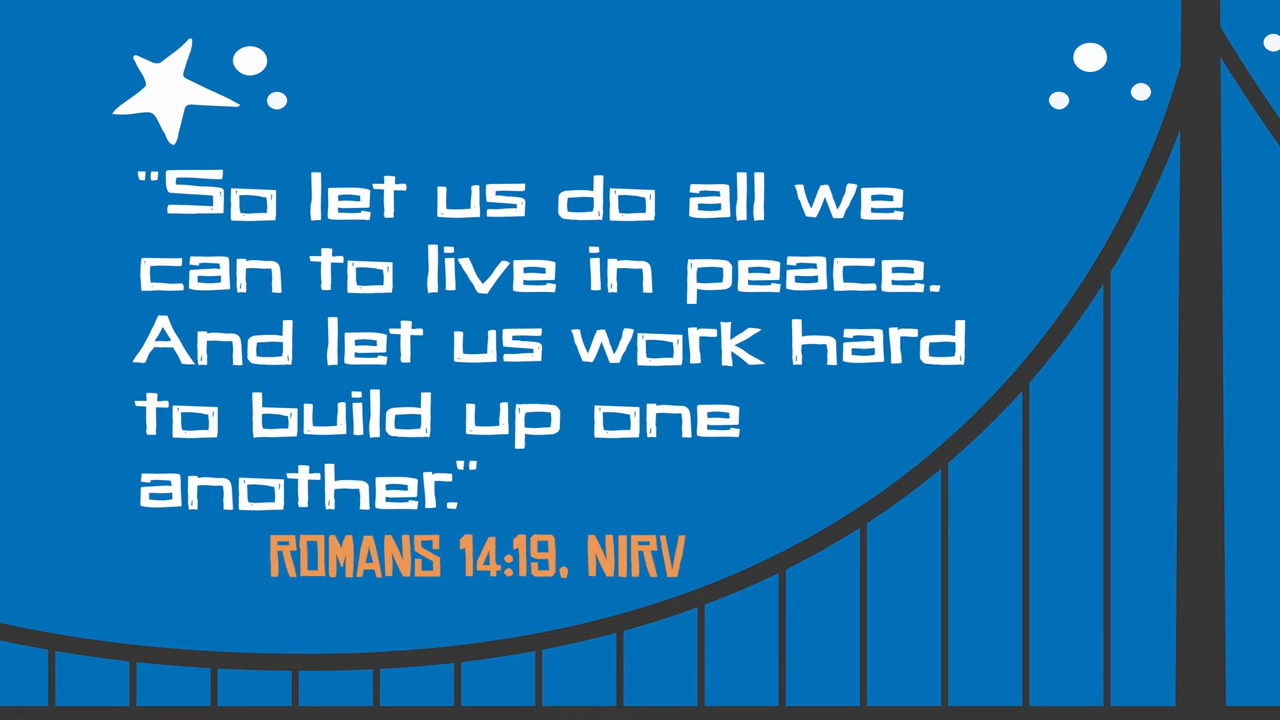 "So let us do all we
can to live in peace.
And let us work hard
to build up one
another."
ROMANS 14:19, NIRV